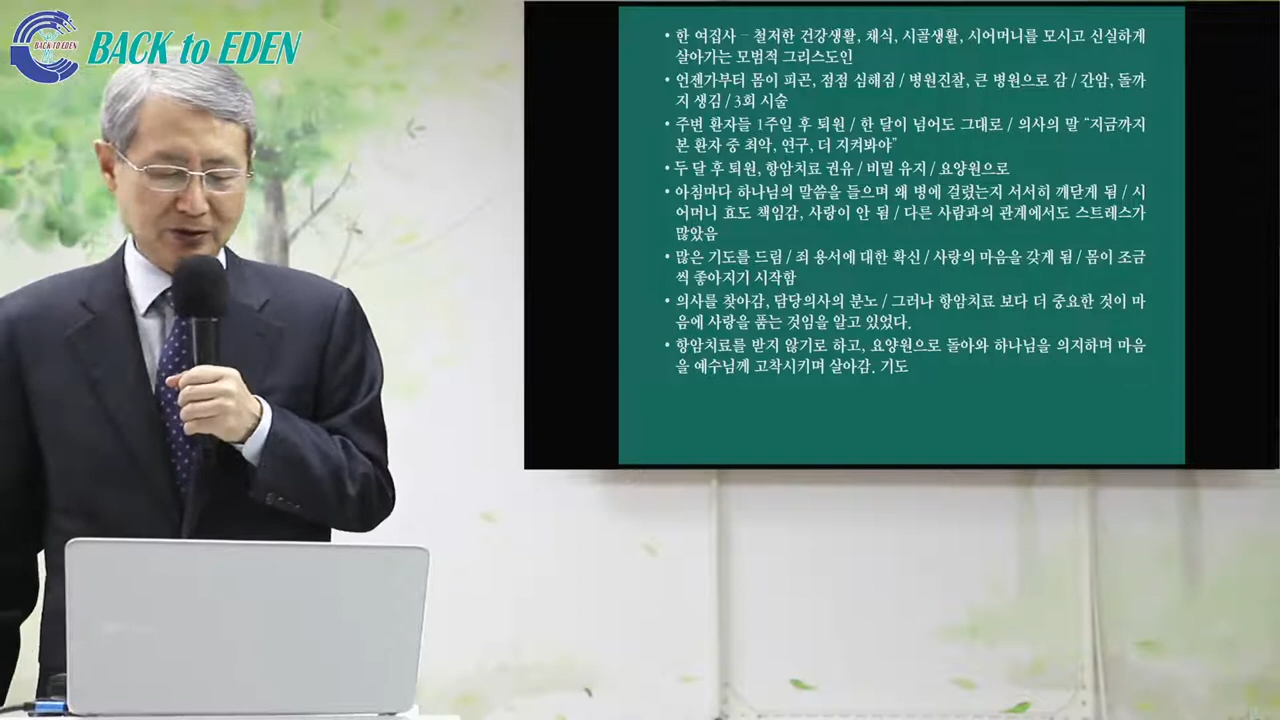 BACK TO EDEN
BACK to EDEN
• 한 여집사 – 철저한 건강생활, 채식, 시골생활, 시어머니를 모시고 신실하게
살아가는 모범적 그리스도인
• 언젠가부터 몸이 피곤, 점점 심해짐 / 병원진찰, 큰 병원으로 감 / 간암, 돌까
지 생김 / 3회 시술
• 주변 환자들 1주일 후 퇴원 / 한 달이 넘어도 그대로 / 의사의 말 “지금까지
본 환자 중 최악, 연구, 더 지켜봐야”
• 두 달 후 퇴원, 항암치료 권유 / 비밀 유지 / 요양원으로
• 아침마다 하나님의 말씀을 들으며 왜 병에 걸렸는지 서서히 깨닫게 됨 / 시
어머니 효도 책임감, 사랑이 안 됨 / 다른 사람과의 관계에서도 스트레스가
많았음
• 많은 기도를 드림 / 죄 용서에 대한 확신 / 사랑의 마음을 갖게 됨 / 몸이 조금
씩 좋아지기 시작함
• 의사를 찾아감, 담당의사의 분노 / 그러나 항암치료 보다 더 중요한 것이 마
음에 사랑을 품는 것임을 알고 있었다.
• 항암치료를 받지 않기로 하고, 요양원으로 돌아와 하나님을 의지하며 마음
을 예수님께 고착시키며 살아감. 기도